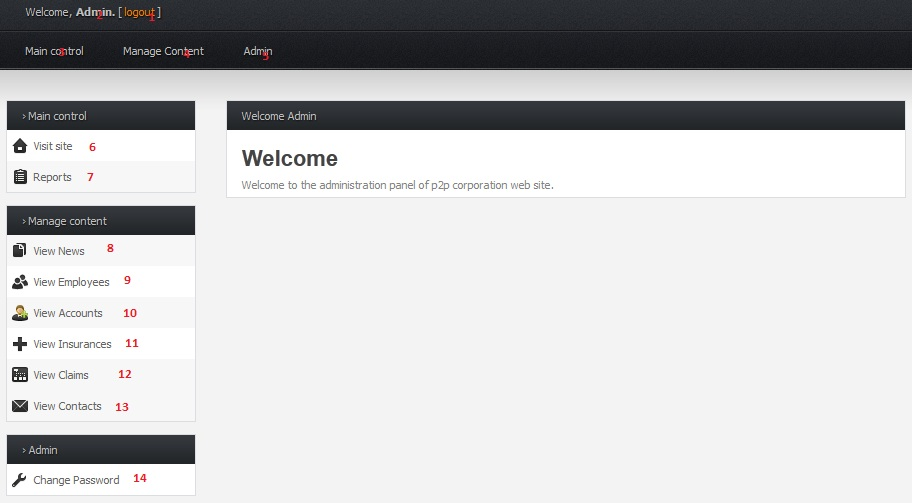 Welcome, Admin. [logout]
2 1
Main control Manage Content Admin
3 4 5
› Main control
Visit site 6
Reports 7
› Manage content
View News 8
View Employees 9
View Accounts 10
View Insurances 11
View Claims 12
View Contacts 13
› Admin
Change Password 14
Welcome Admin
Welcome
Welcome to the administration panel of p2p corporation web site.